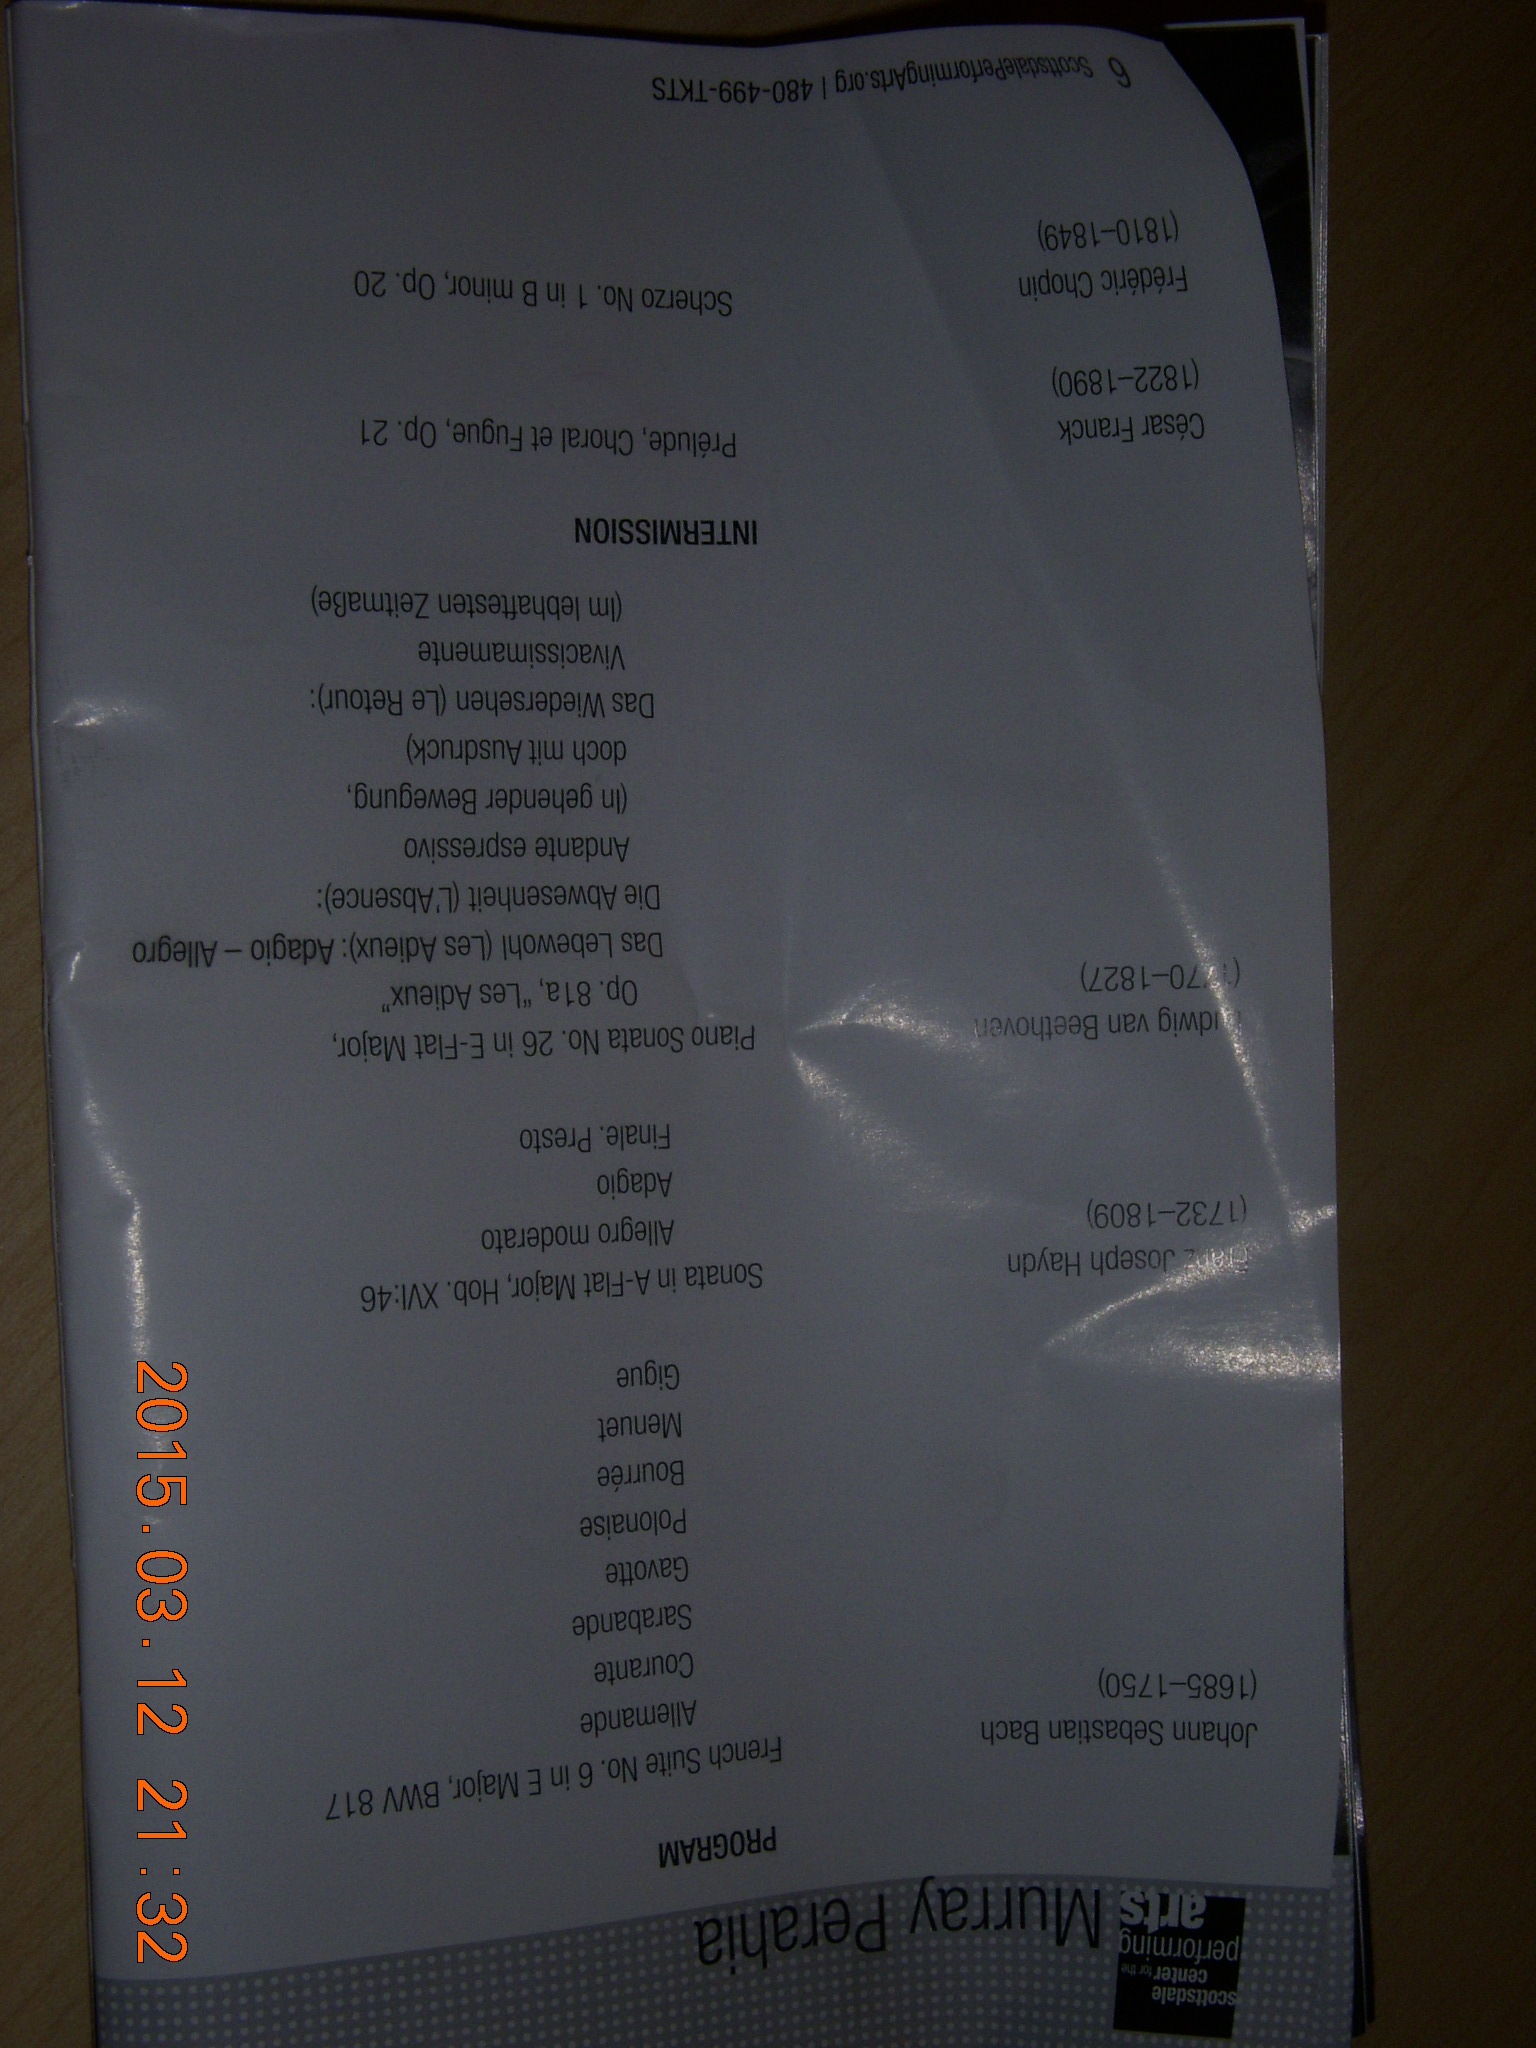 scottsdale
center for the
performing
arts
Murray Perahia
PROGRAM
Johann Sebastian Bach
(1685–1750)
French Suite No. 6 in E Major, BWV 817
Allemande
Courante
Sarabande
Gavotte
Polonaise
Bourrée
Menuet
Gigue
Franz Joseph Haydn
(1732–1809)
Sonata in A-Flat Major, Hob. XVI:46
Allegro moderato
Adagio
Finale. Presto
Ludwig van Beethoven
(1770–1827)
Piano Sonata No. 26 in E-Flat Major,
Op. 81a, “Les Adieux”
Das Lebewohl (Les Adieux): Adagio – Allegro
Die Abwesenheit (L’Absence):
Andante espressivo
(In gehender Bewegung,
doch mit Ausdruck)
Das Wiedersehen (Le Retour):
Vivacissimamente
(Im lebhaftesten Zeitmaße)
INTERMISSION
César Franck
(1822–1890)
Prélude, Choral et Fugue, Op. 21
Frédéric Chopin
(1810–1849)
Scherzo No. 1 in B minor, Op. 20
6 ScottsdalePerformingArts.org | 480-499-TKTS
2015.03.12 21:32